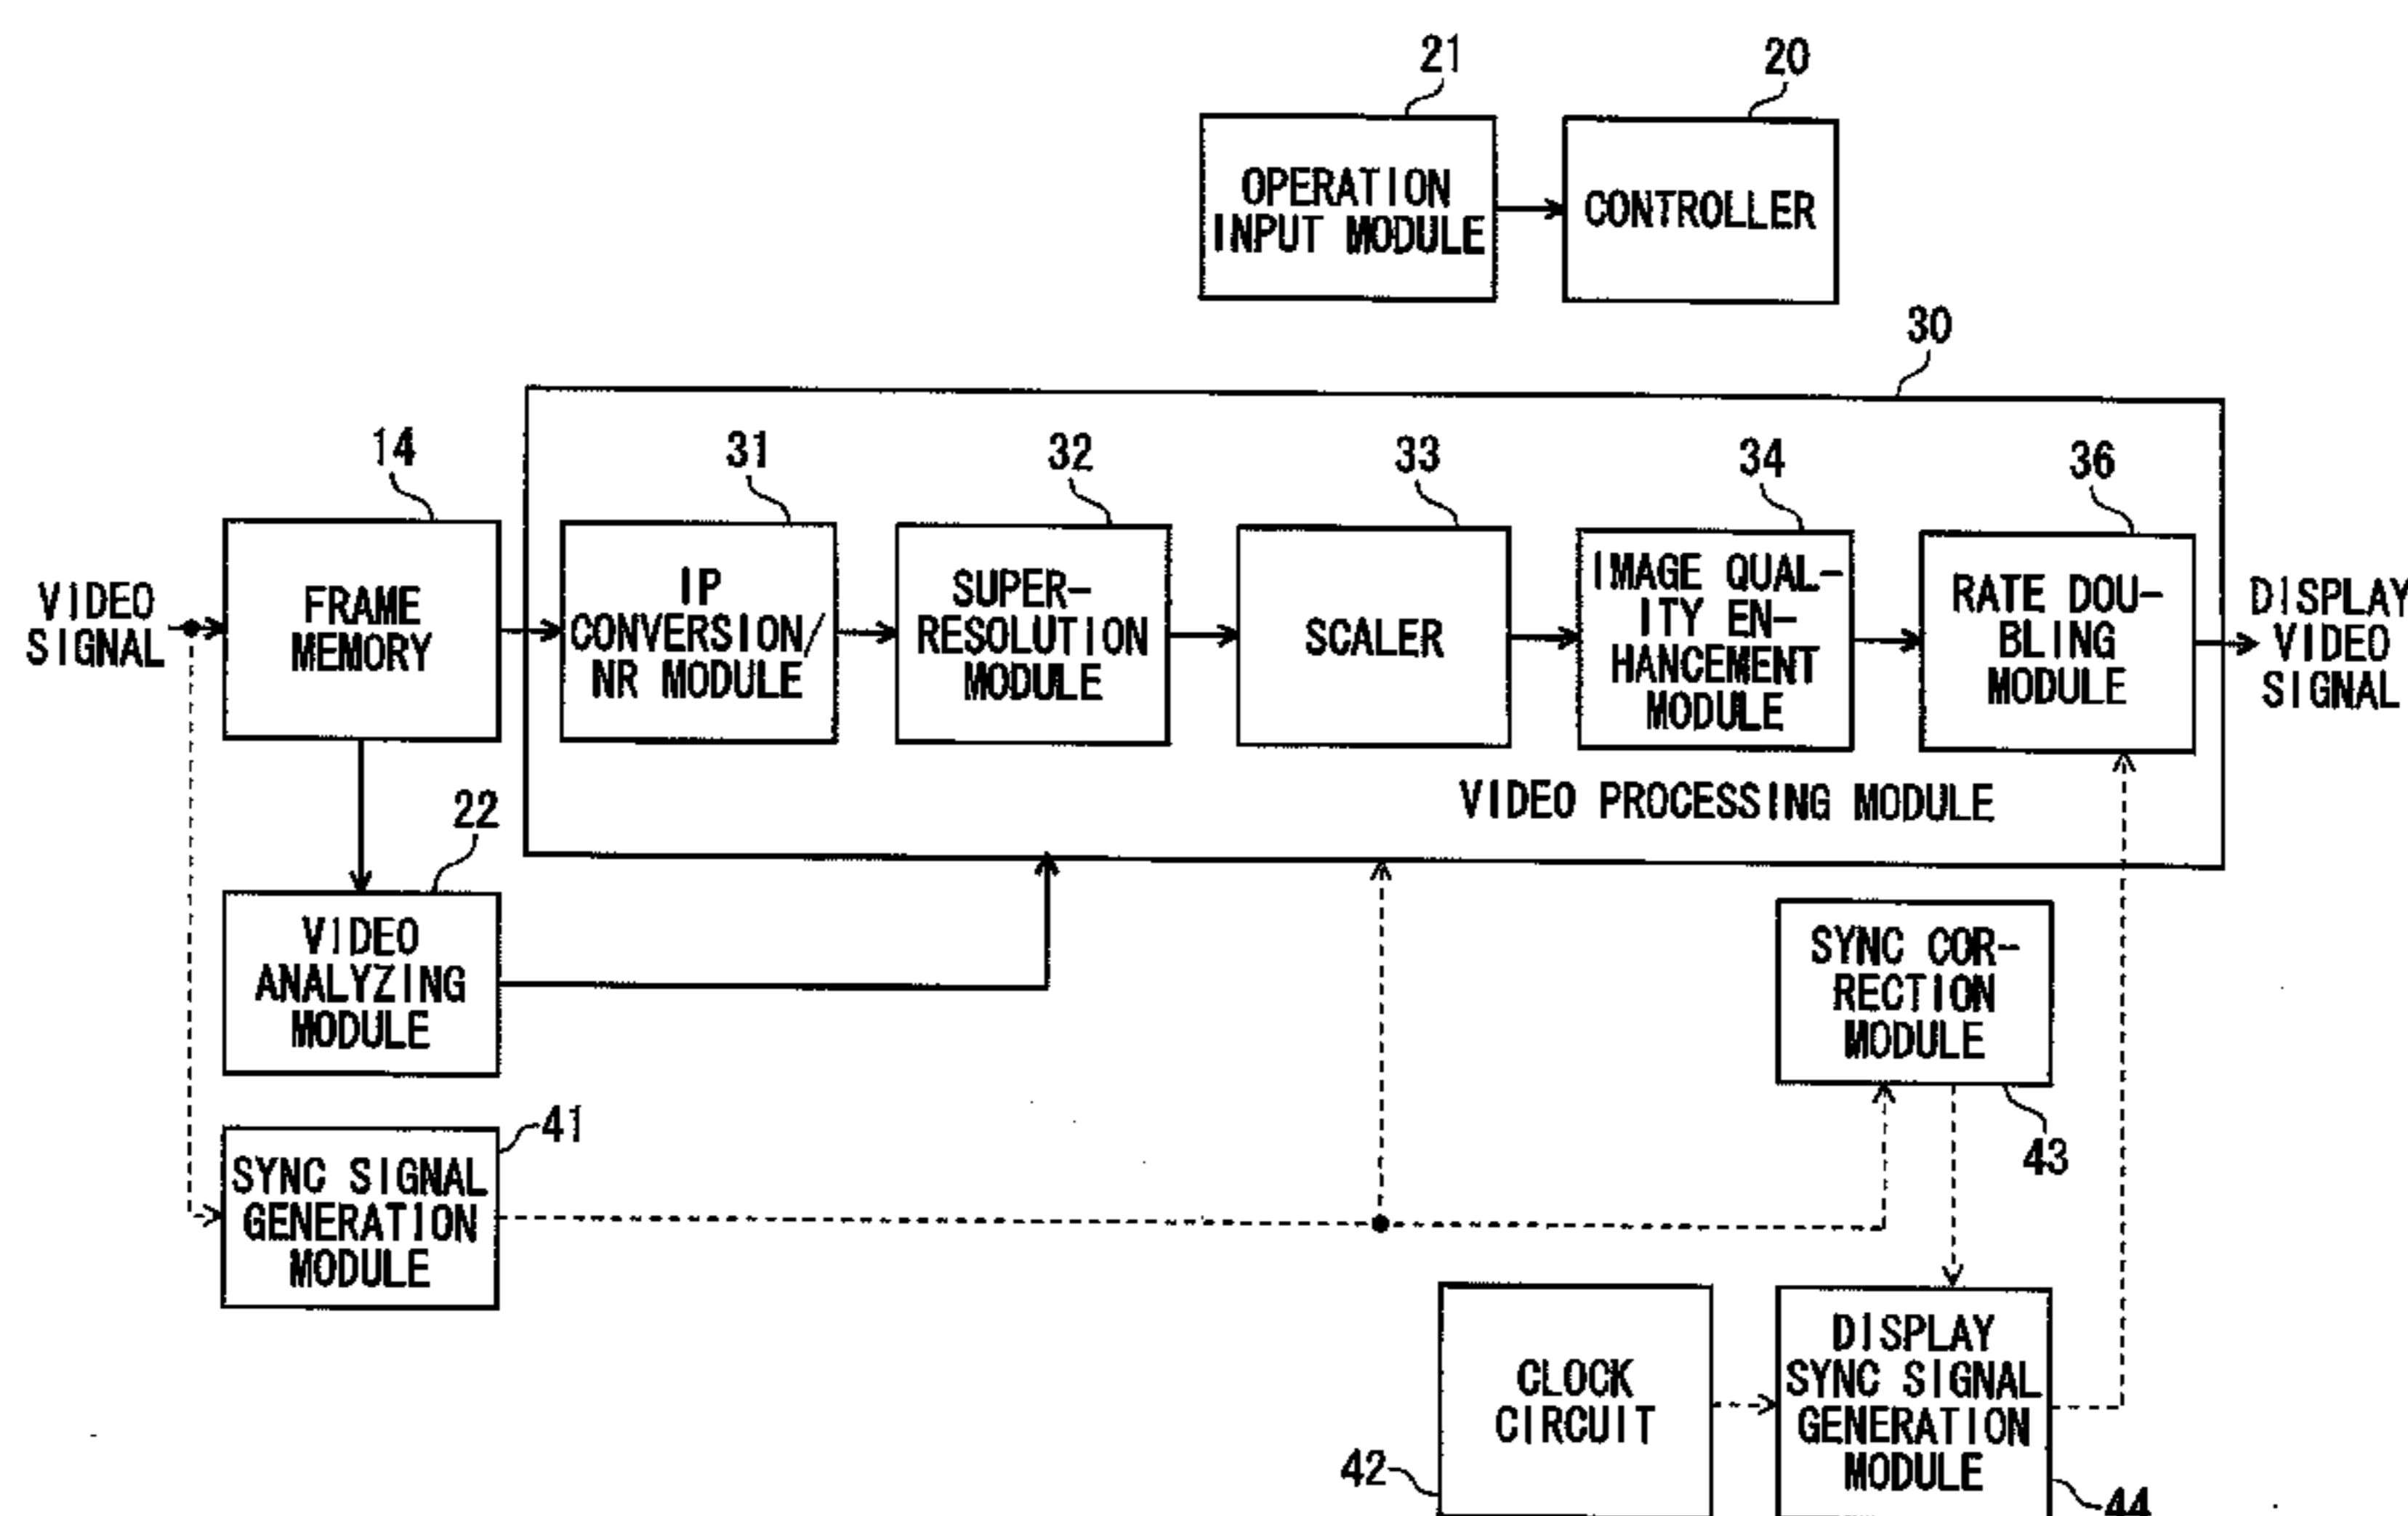 21
20
OPERATION
INPUT MODULE
CONTROLLER
30
14
31
32
33
34
36
VIDEO
SIGNAL
FRAME
MEMORY
IP
CONVERSION/
NR MODULE
SUPER-
RESOLUTION
MODULE
SCALER
IMAGE QUAL-
ITY EN-
HANCEMENT
MODULE
RATE DOU-
BLING
MODULE
DISPLAY
VIDEO
SIGNAL
VIDEO PROCESSING MODULE
22
VIDEO
ANALYZING
MODULE
SYNC COR-
RECTION
MODULE
43
41
SYNC SIGNAL
GENERATION
MODULE
CLOCK
CIRCUIT
42
DISPLAY
SYNC SIGNAL
GENERATION
MODULE
44